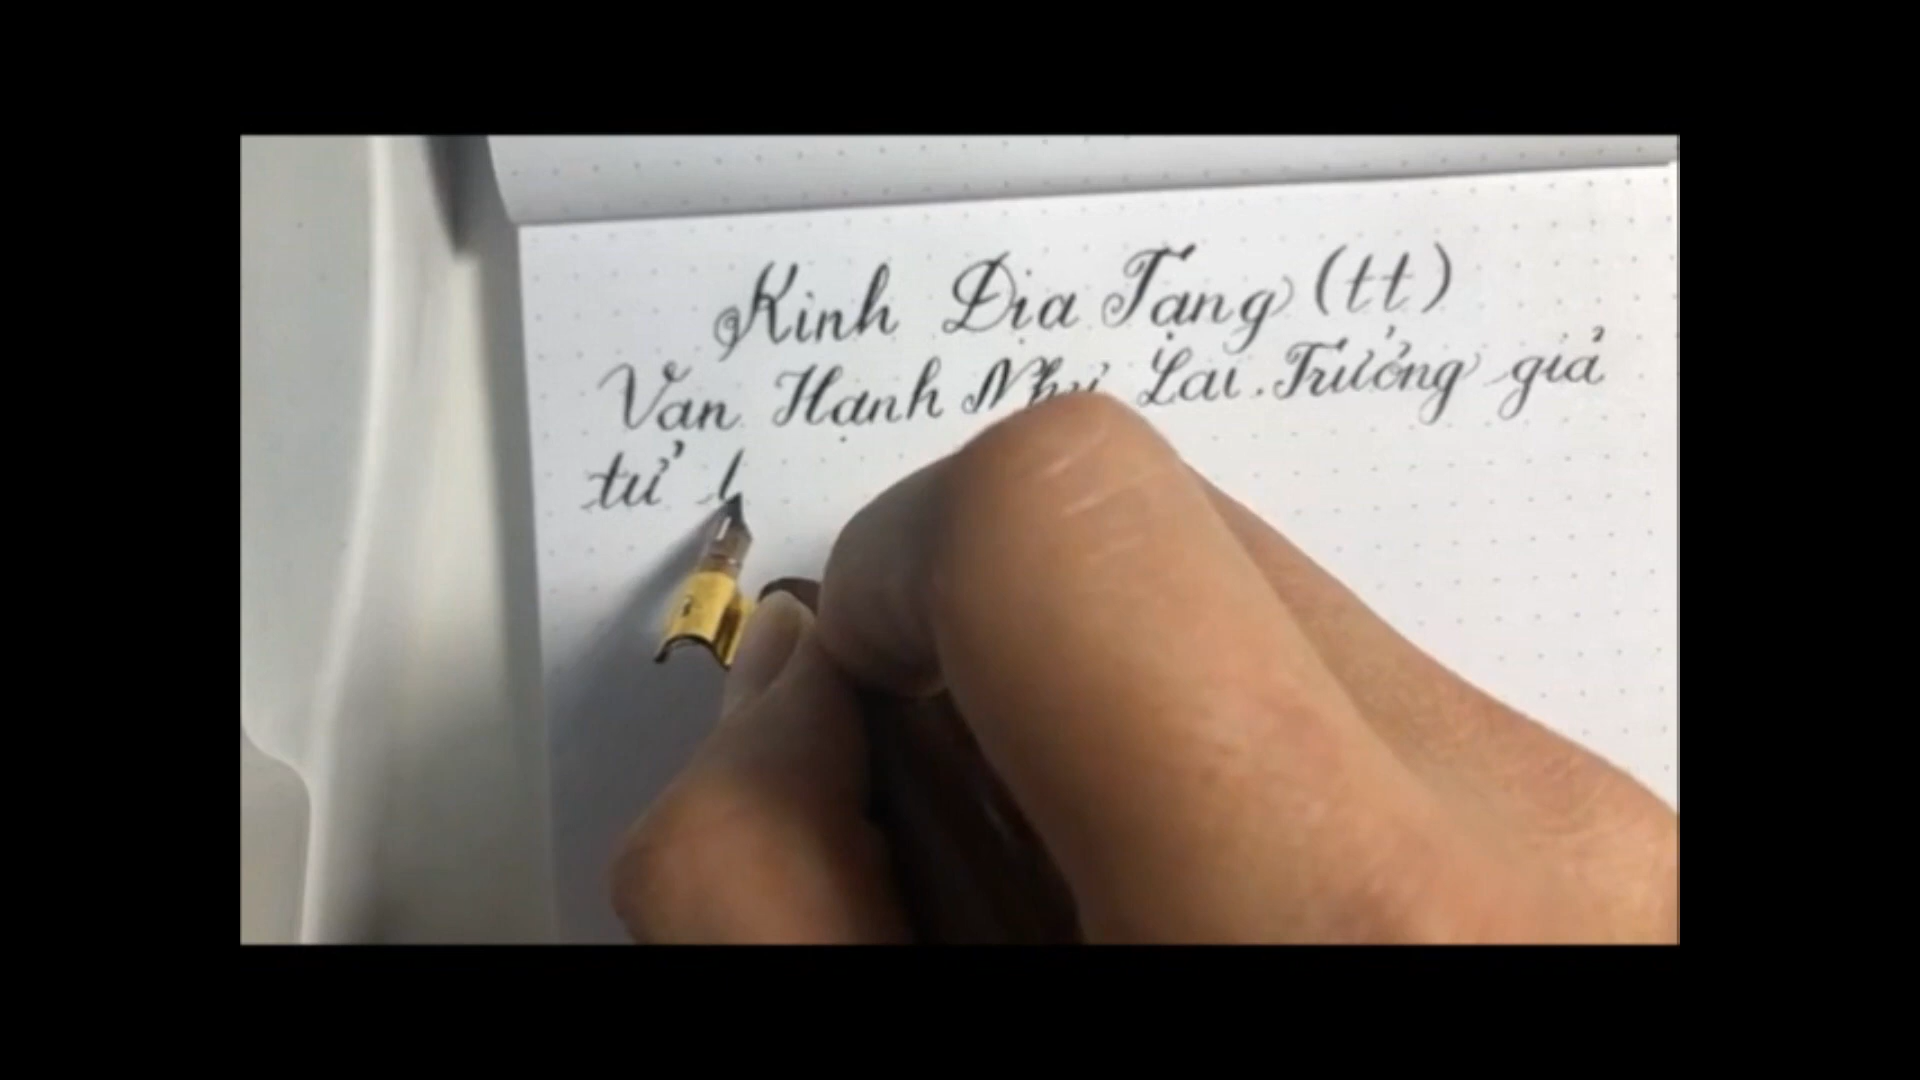 Kinh Địa Tạng (tt)
Vạn Hạnh Như Lai. Trưởng giả
tử